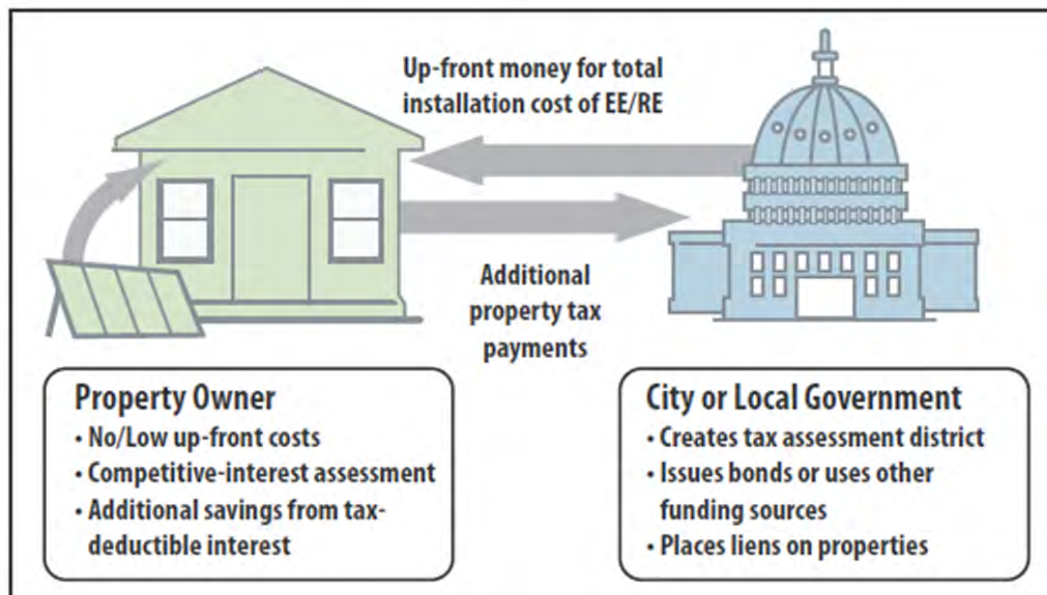 Up-front money for total
installation cost of EE/RE
Additional
property tax
payments
Property Owner
• No/Low up-front costs
• Competitive-interest assessment
• Additional savings from tax-
deductible interest
City or Local Government
• Creates tax assessment district
• Issues bonds or uses other
funding sources
• Places liens on properties